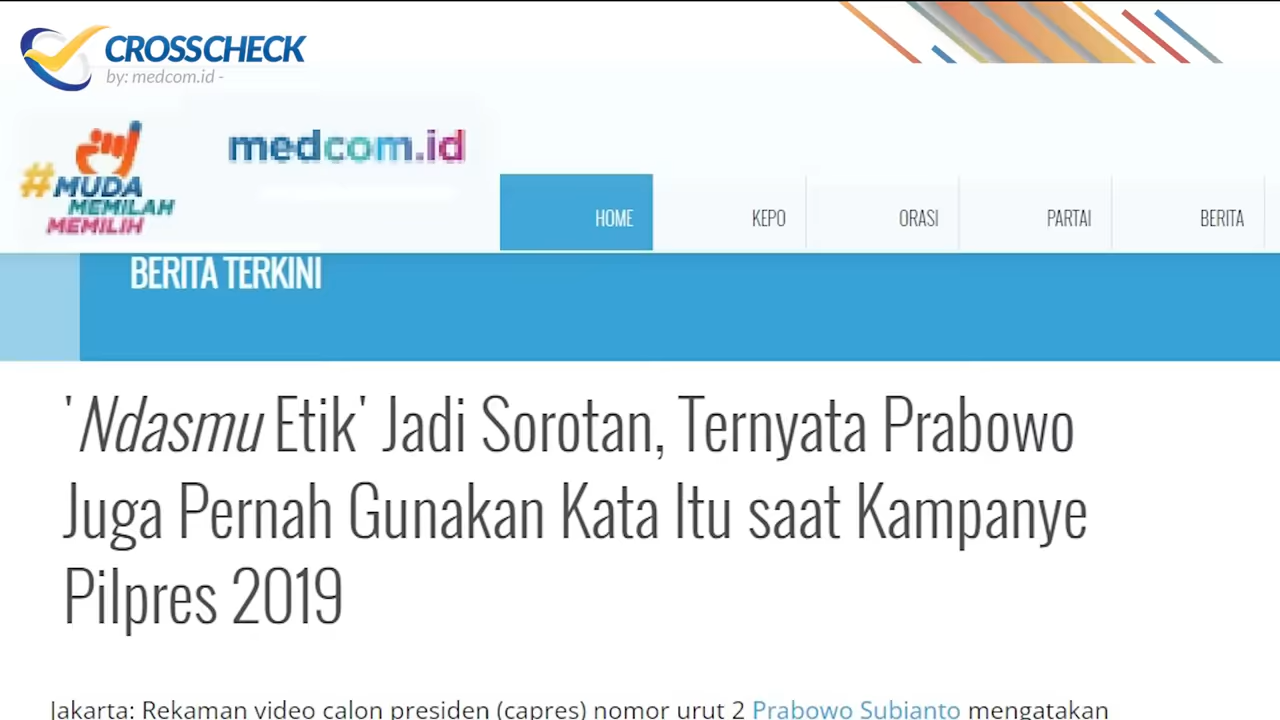 CROSSCHECK
by: medcom.id -
#MUDA
MEMILAH
MEMILIH
medcom.id
HOME KEPO ORASI PARTAI BERITA
BERITA TERKINI
'Ndasmu Etik' Jadi Sorotan, Ternyata Prabowo
Juga Pernah Gunakan Kata Itu saat Kampanye
Pilpres 2019
Jakarta: Rekaman video calon presiden (capres) nomor urut 2 Prabowo Subianto mengatakan